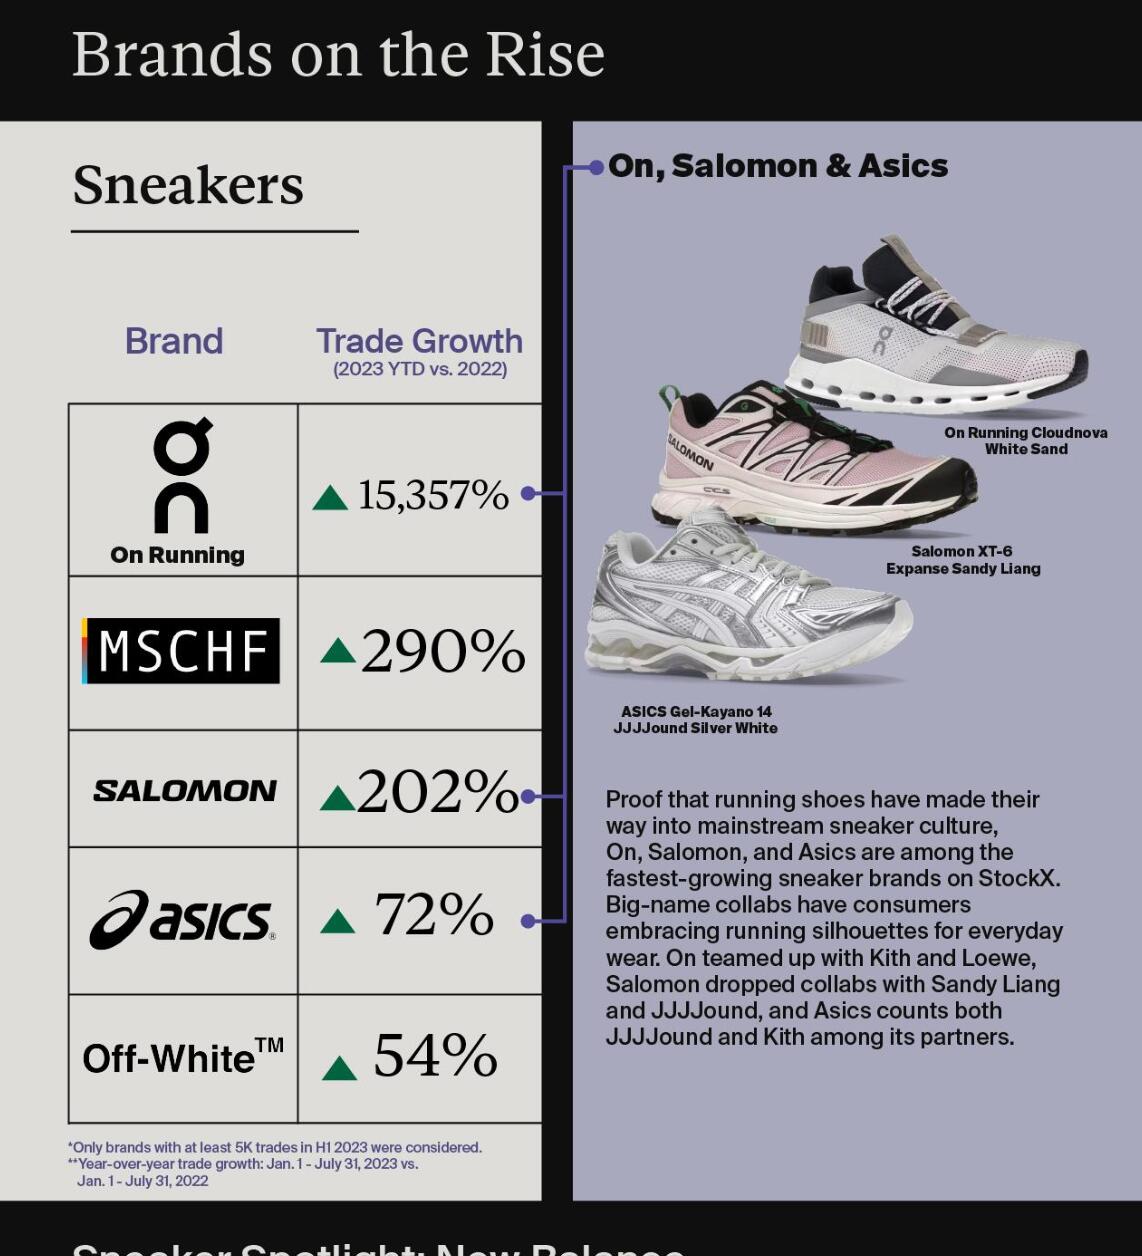 Brands on the Rise
Sneakers
Brand
Trade Growth
(2023 YTD vs. 2022)
On Running
15,357%
MSCHF
290%
SALOMON
202%
asics®
72%
Off-White™
54%
*Only brands with at least 5K trades in H1 2023 were considered.
**Year-over-year trade growth: Jan. 1 - July 31, 2023 vs.
Jan. 1 - July 31, 2022
On, Salomon & Asics
On Running Cloudnova
White Sand
SALOMON
Salomon XT-6
Expanse Sandy Liang
ASICS Gel-Kayano 14
JJJJound Silver White
Proof that running shoes have made their
way into mainstream sneaker culture,
On, Salomon, and Asics are among the
fastest-growing sneaker brands on StockX.
Big-name collabs have consumers
embracing running silhouettes for everyday
wear. On teamed up with Kith and Loewe,
Salomon dropped collabs with Sandy Liang
and JJJJound, and Asics counts both
JJJJound and Kith among its partners.
Sneaker Spotlight: New Balance